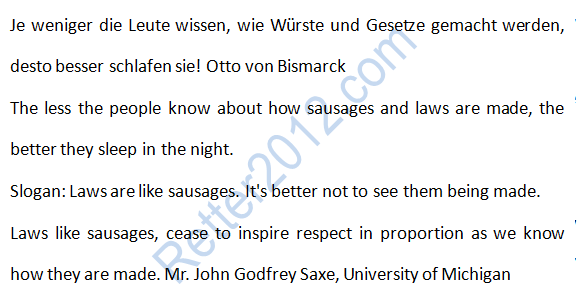 Je weniger die Leute wissen, wie Würste und Gesetze gemacht werden,
desto besser schlafen sie! Otto von Bismarck
The less the people know about how sausages and laws are made, the
better they sleep in the night.
Slogan: Laws are like sausages. It's better not to see them being made.
Laws like sausages, cease to inspire respect in proportion as we know
how they are made. Mr. John Godfrey Saxe, University of Michigan
Retter2012.com